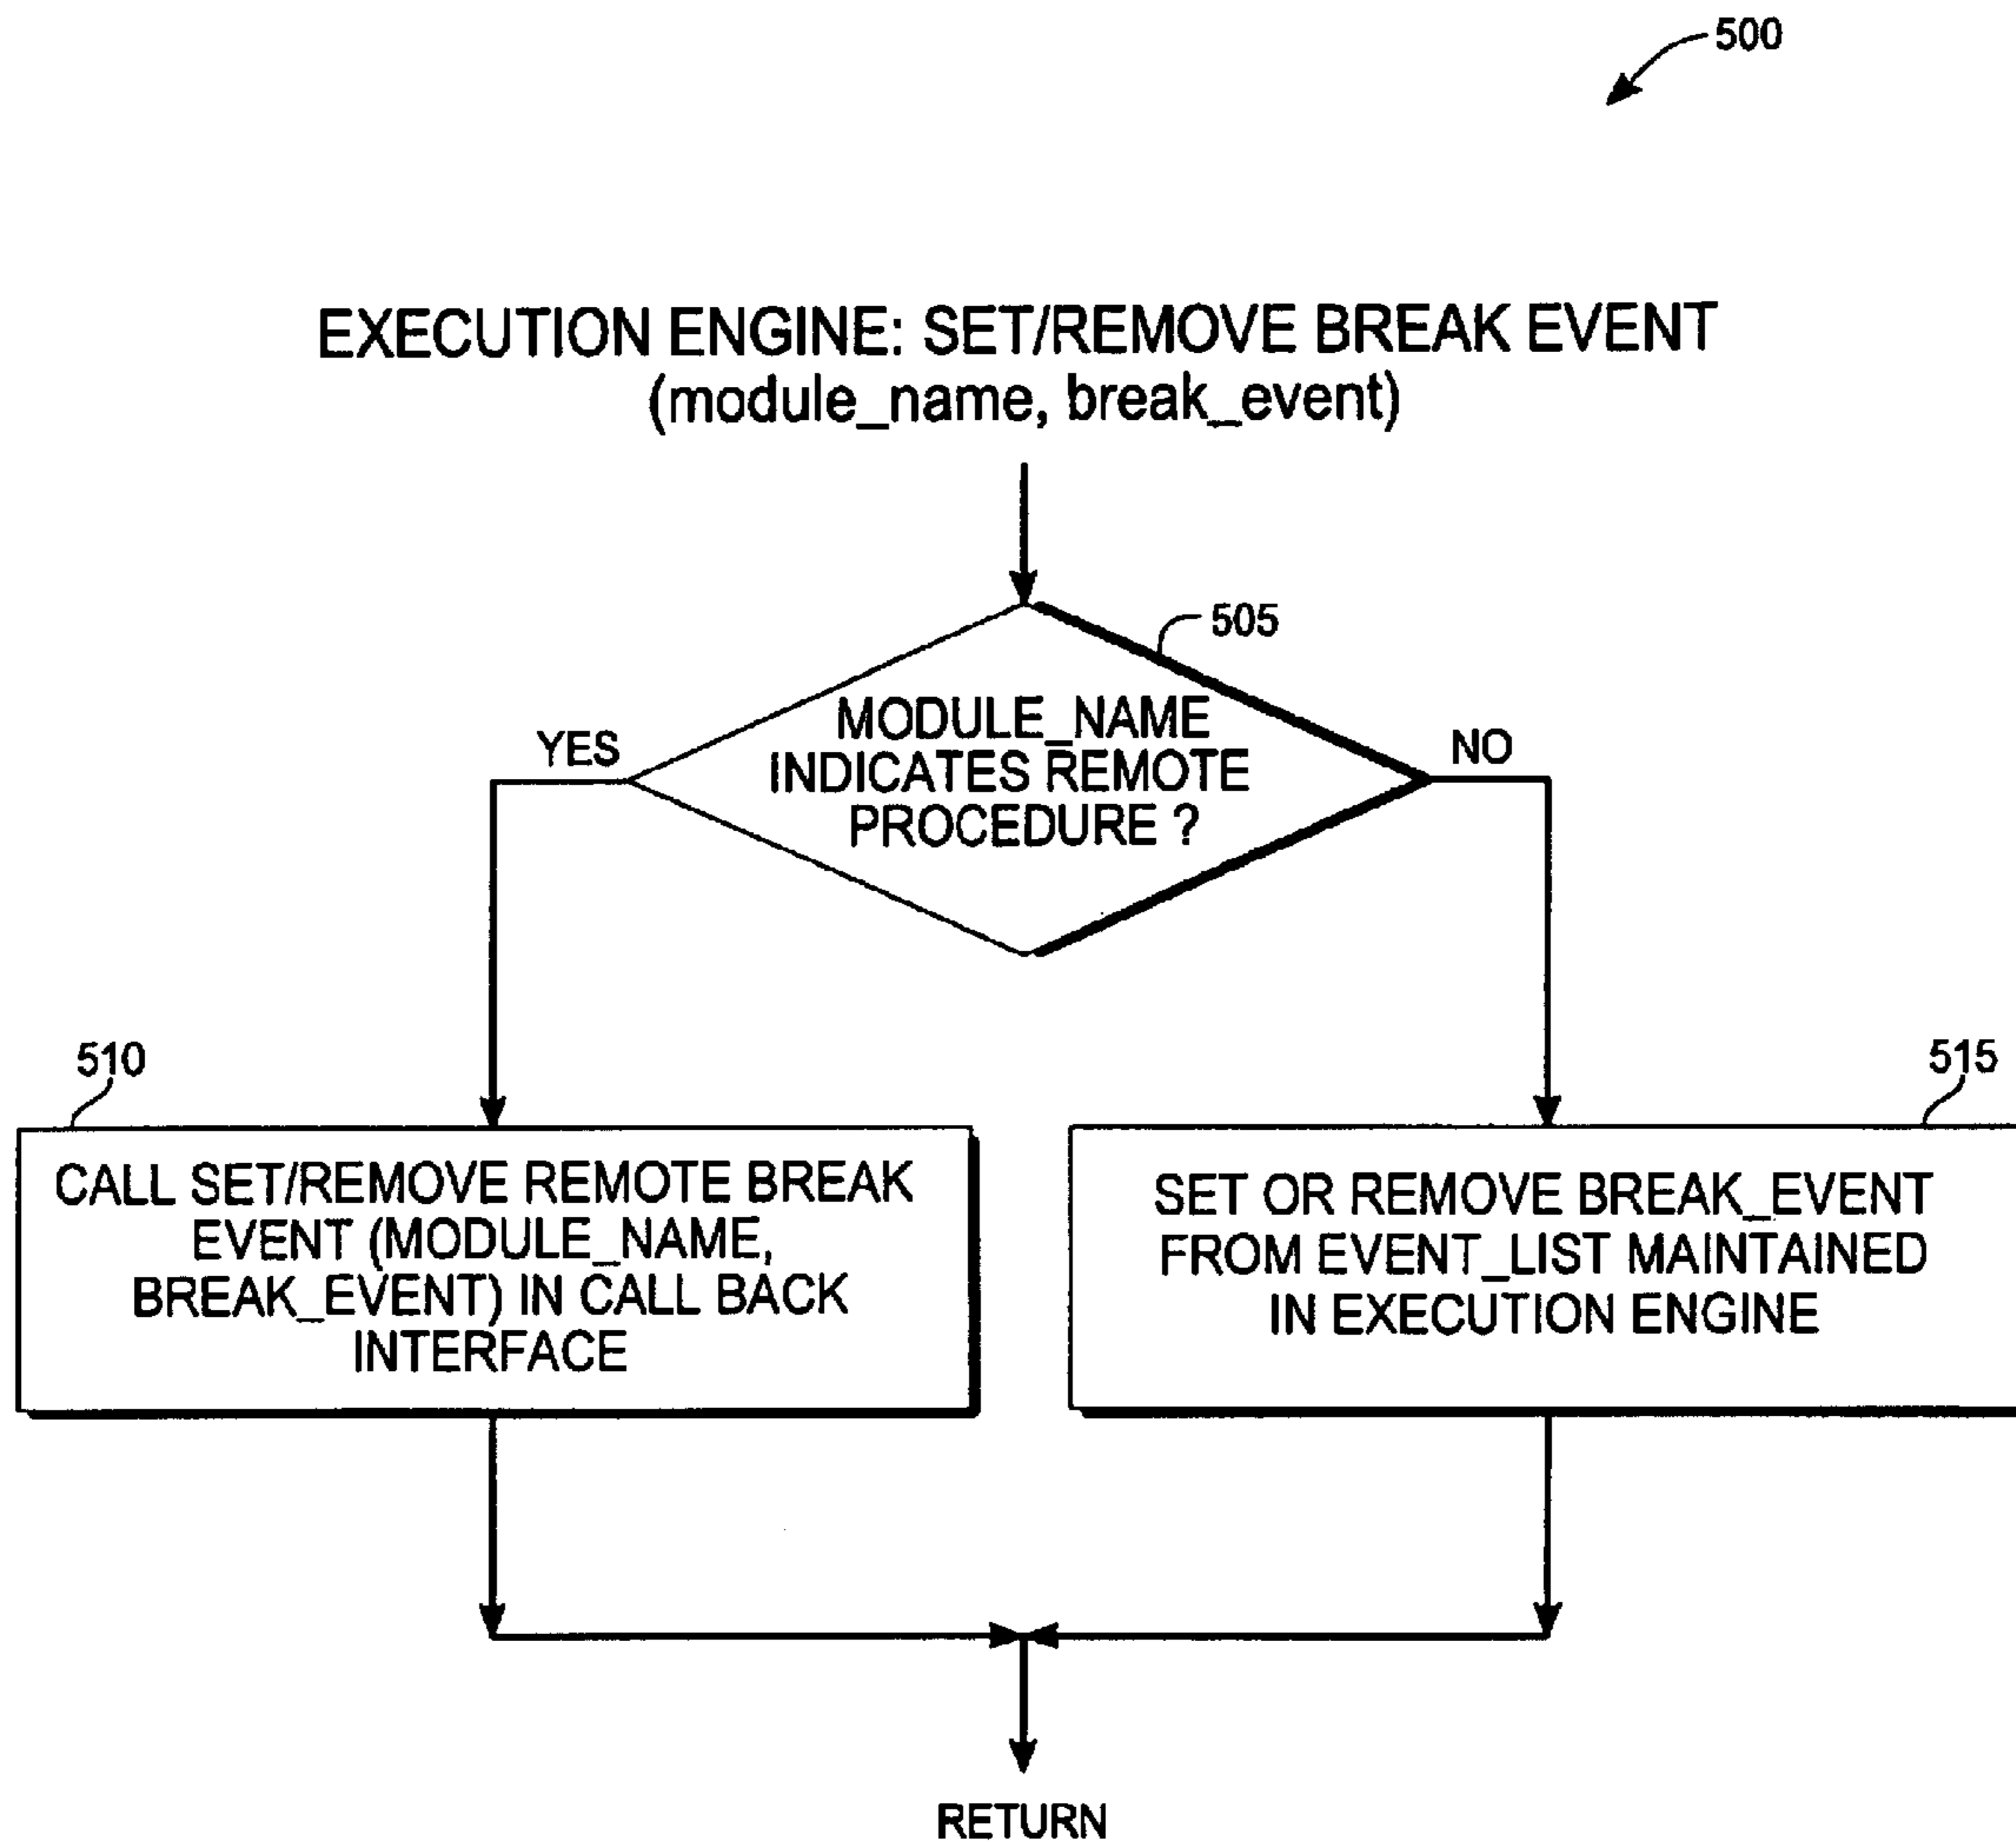 500
EXECUTION ENGINE: SET/REMOVE BREAK EVENT
(module_name, break_event)
505
MODULE_NAME
INDICATES REMOTE
PROCEDURE ?
YES
NO
510
CALL SET/REMOVE REMOTE BREAK
EVENT (MODULE_NAME,
BREAK_EVENT) IN CALL BACK
INTERFACE
515
SET OR REMOVE BREAK_EVENT
FROM EVENT_LIST MAINTAINED
IN EXECUTION ENGINE
RETURN